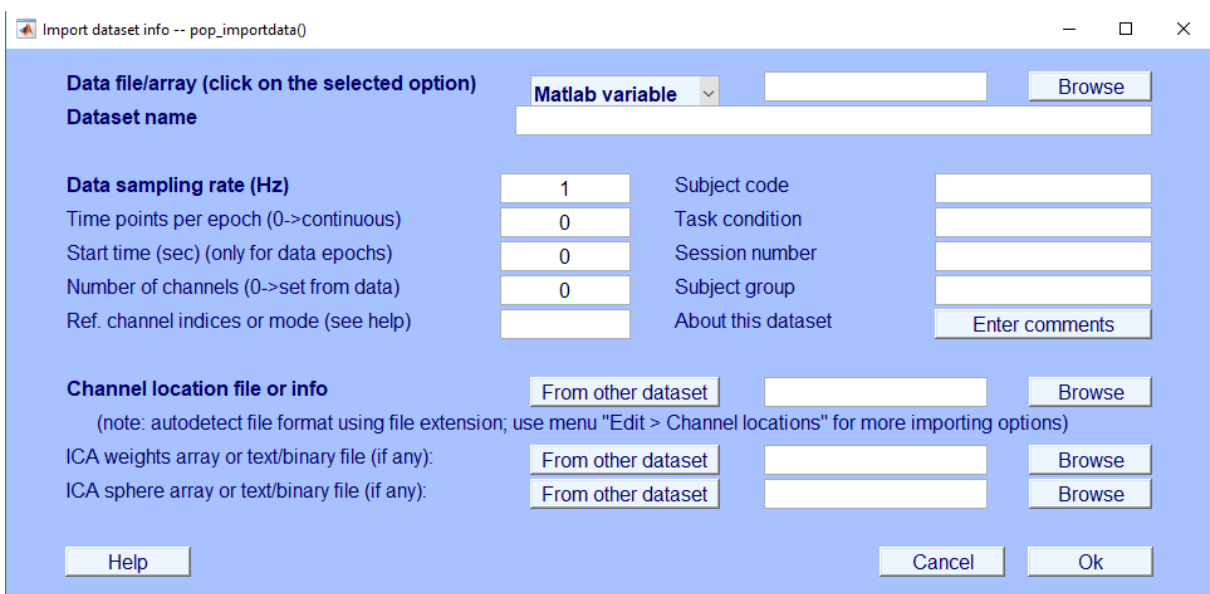 Import dataset info -- pop_importdata()
Data file/array (click on the selected option) Matlab variable Browse
Dataset name
Data sampling rate (Hz) 1 Subject code
Time points per epoch (0->continuous) 0 Task condition
Start time (sec) (only for data epochs) 0 Session number
Number of channels (0->set from data) 0 Subject group
Ref. channel indices or mode (see help) About this dataset Enter comments
Channel location file or info From other dataset Browse
(note: autodetect file format using file extension; use menu "Edit > Channel locations" for more importing options)
ICA weights array or text/binary file (if any): From other dataset Browse
ICA sphere array or text/binary file (if any): From other dataset Browse
Help Cancel Ok